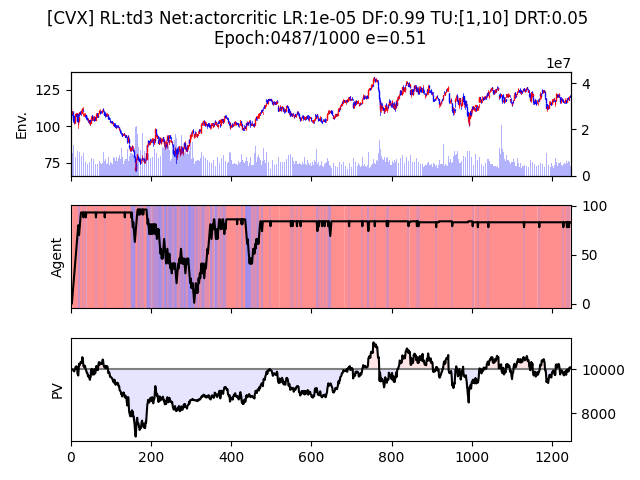 [CVX] RL:td3 Net:actorcritic LR:1e-05 DF:0.99 TU:[1,10] DRT:0.05
Epoch:0487/1000 e=0.51
1e7
125
100
75
Env.
4
2
0
Agent
100
50
0
PV
10000
8000
0 200 400 600 800 1000 1200